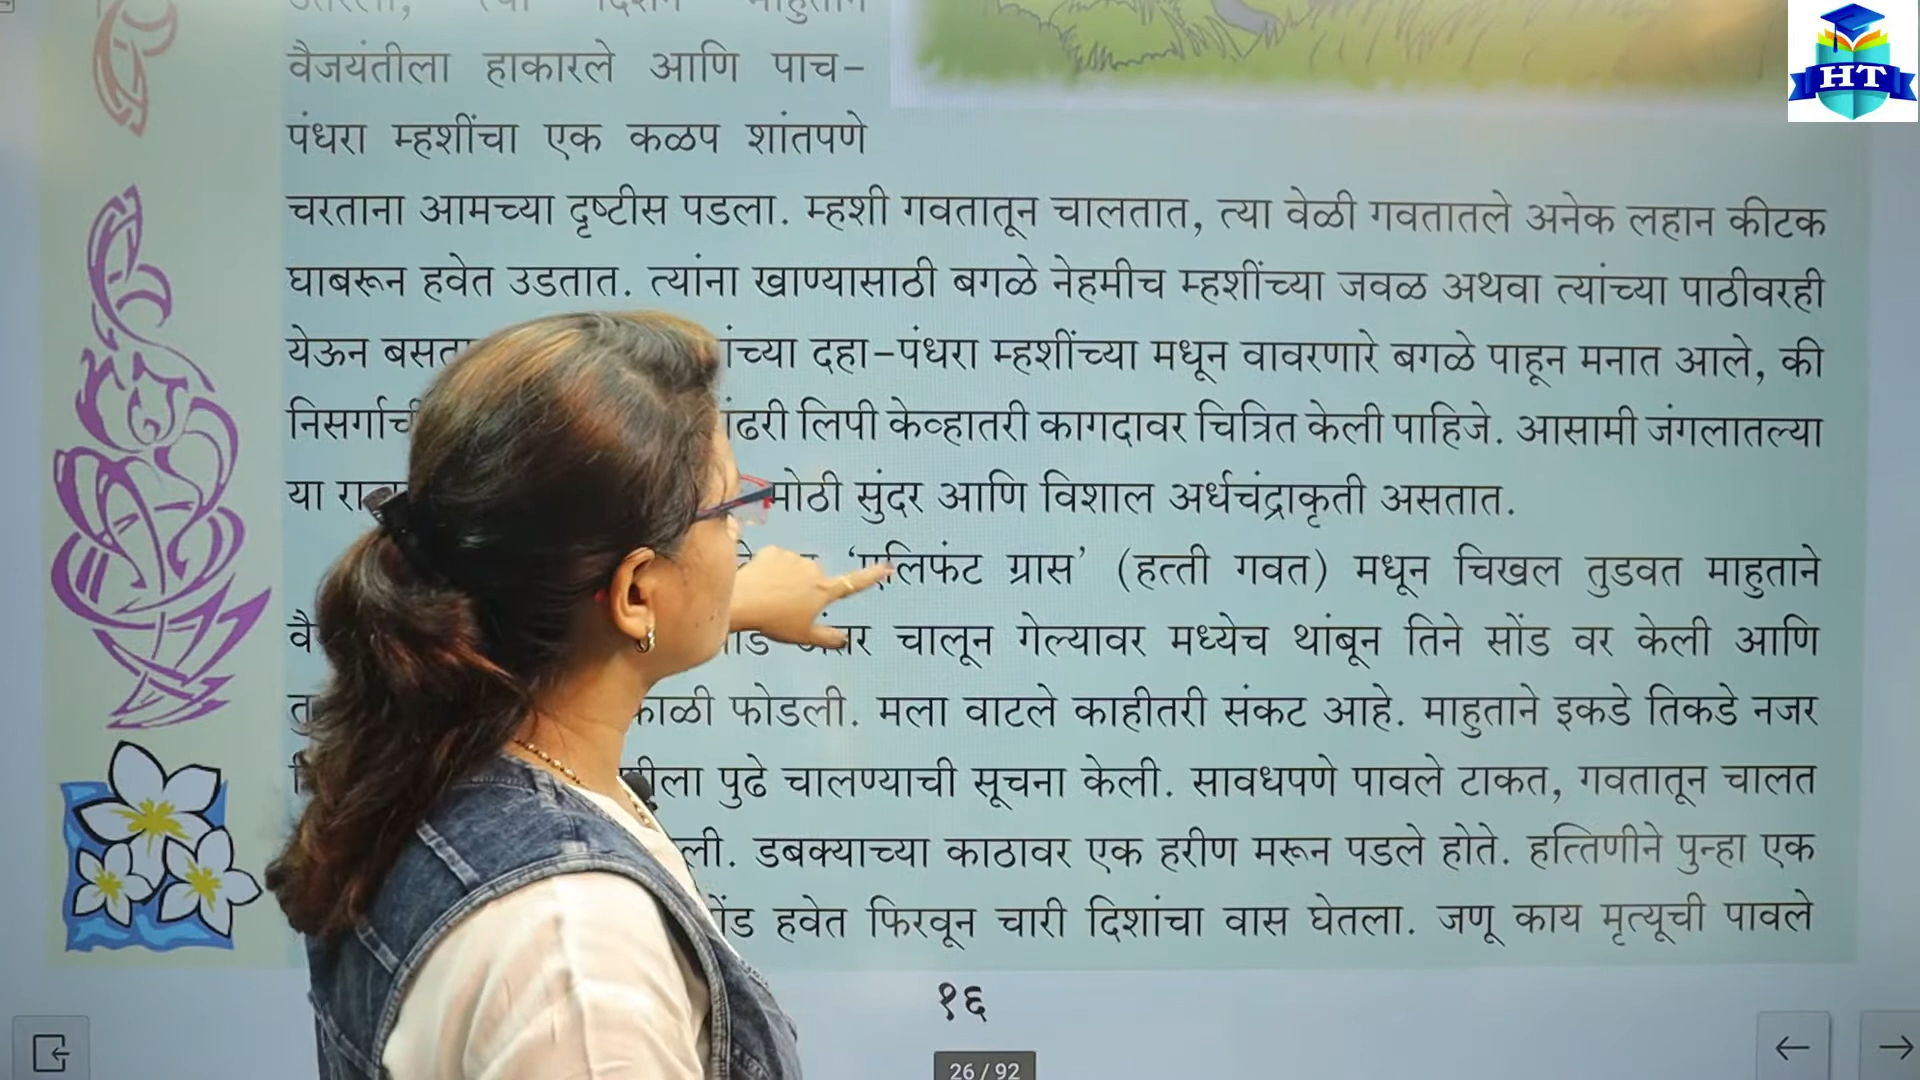 HT
वैजयंतीला हाकारले आणि पाच-
पंधरा म्हशींचा एक कळप शांतपणे
चरताना आमच्या दृष्टीस पडला. म्हशी गवतातून चालतात, त्या वेळी गवतातले अनेक लहान कीटक
घाबरून हवेत उडतात. त्यांना खाण्यासाठी बगळे नेहमीच म्हशींच्या जवळ अथवा त्यांच्या पाठीवरही
येऊन दहा-पंधरा म्हशींच्या मधून वावरणारे बगळे पाहून मनात आले, की
लिपी केव्हातरी कागदावर चित्रित केली पाहिजे. आसामी जंगलातल्या
या मोठी सुंदर आणि विशाल अर्धचंद्राकृती असतात.
‘एलिफंट ग्रास’ (हत्ती गवत) मधून चिखल तुडवत माहुताने
चालून गेल्यावर मध्येच थांबून तिने सोंड वर केली आणि
फोडली. मला वाटले काहीतरी संकट आहे. माहुताने इकडे तिकडे नजर
पुढे चालण्याची सूचना केली. सावधपणे पावले टाकत, गवतातून चालत
डबक्याच्या काठावर एक हरीण मरून पडले होते. हत्तिणीने पुन्हा एक
हवेत फिरवून चारी दिशांचा वास घेतला. जणू काय मृत्यूची पावले
१६
26 / 92